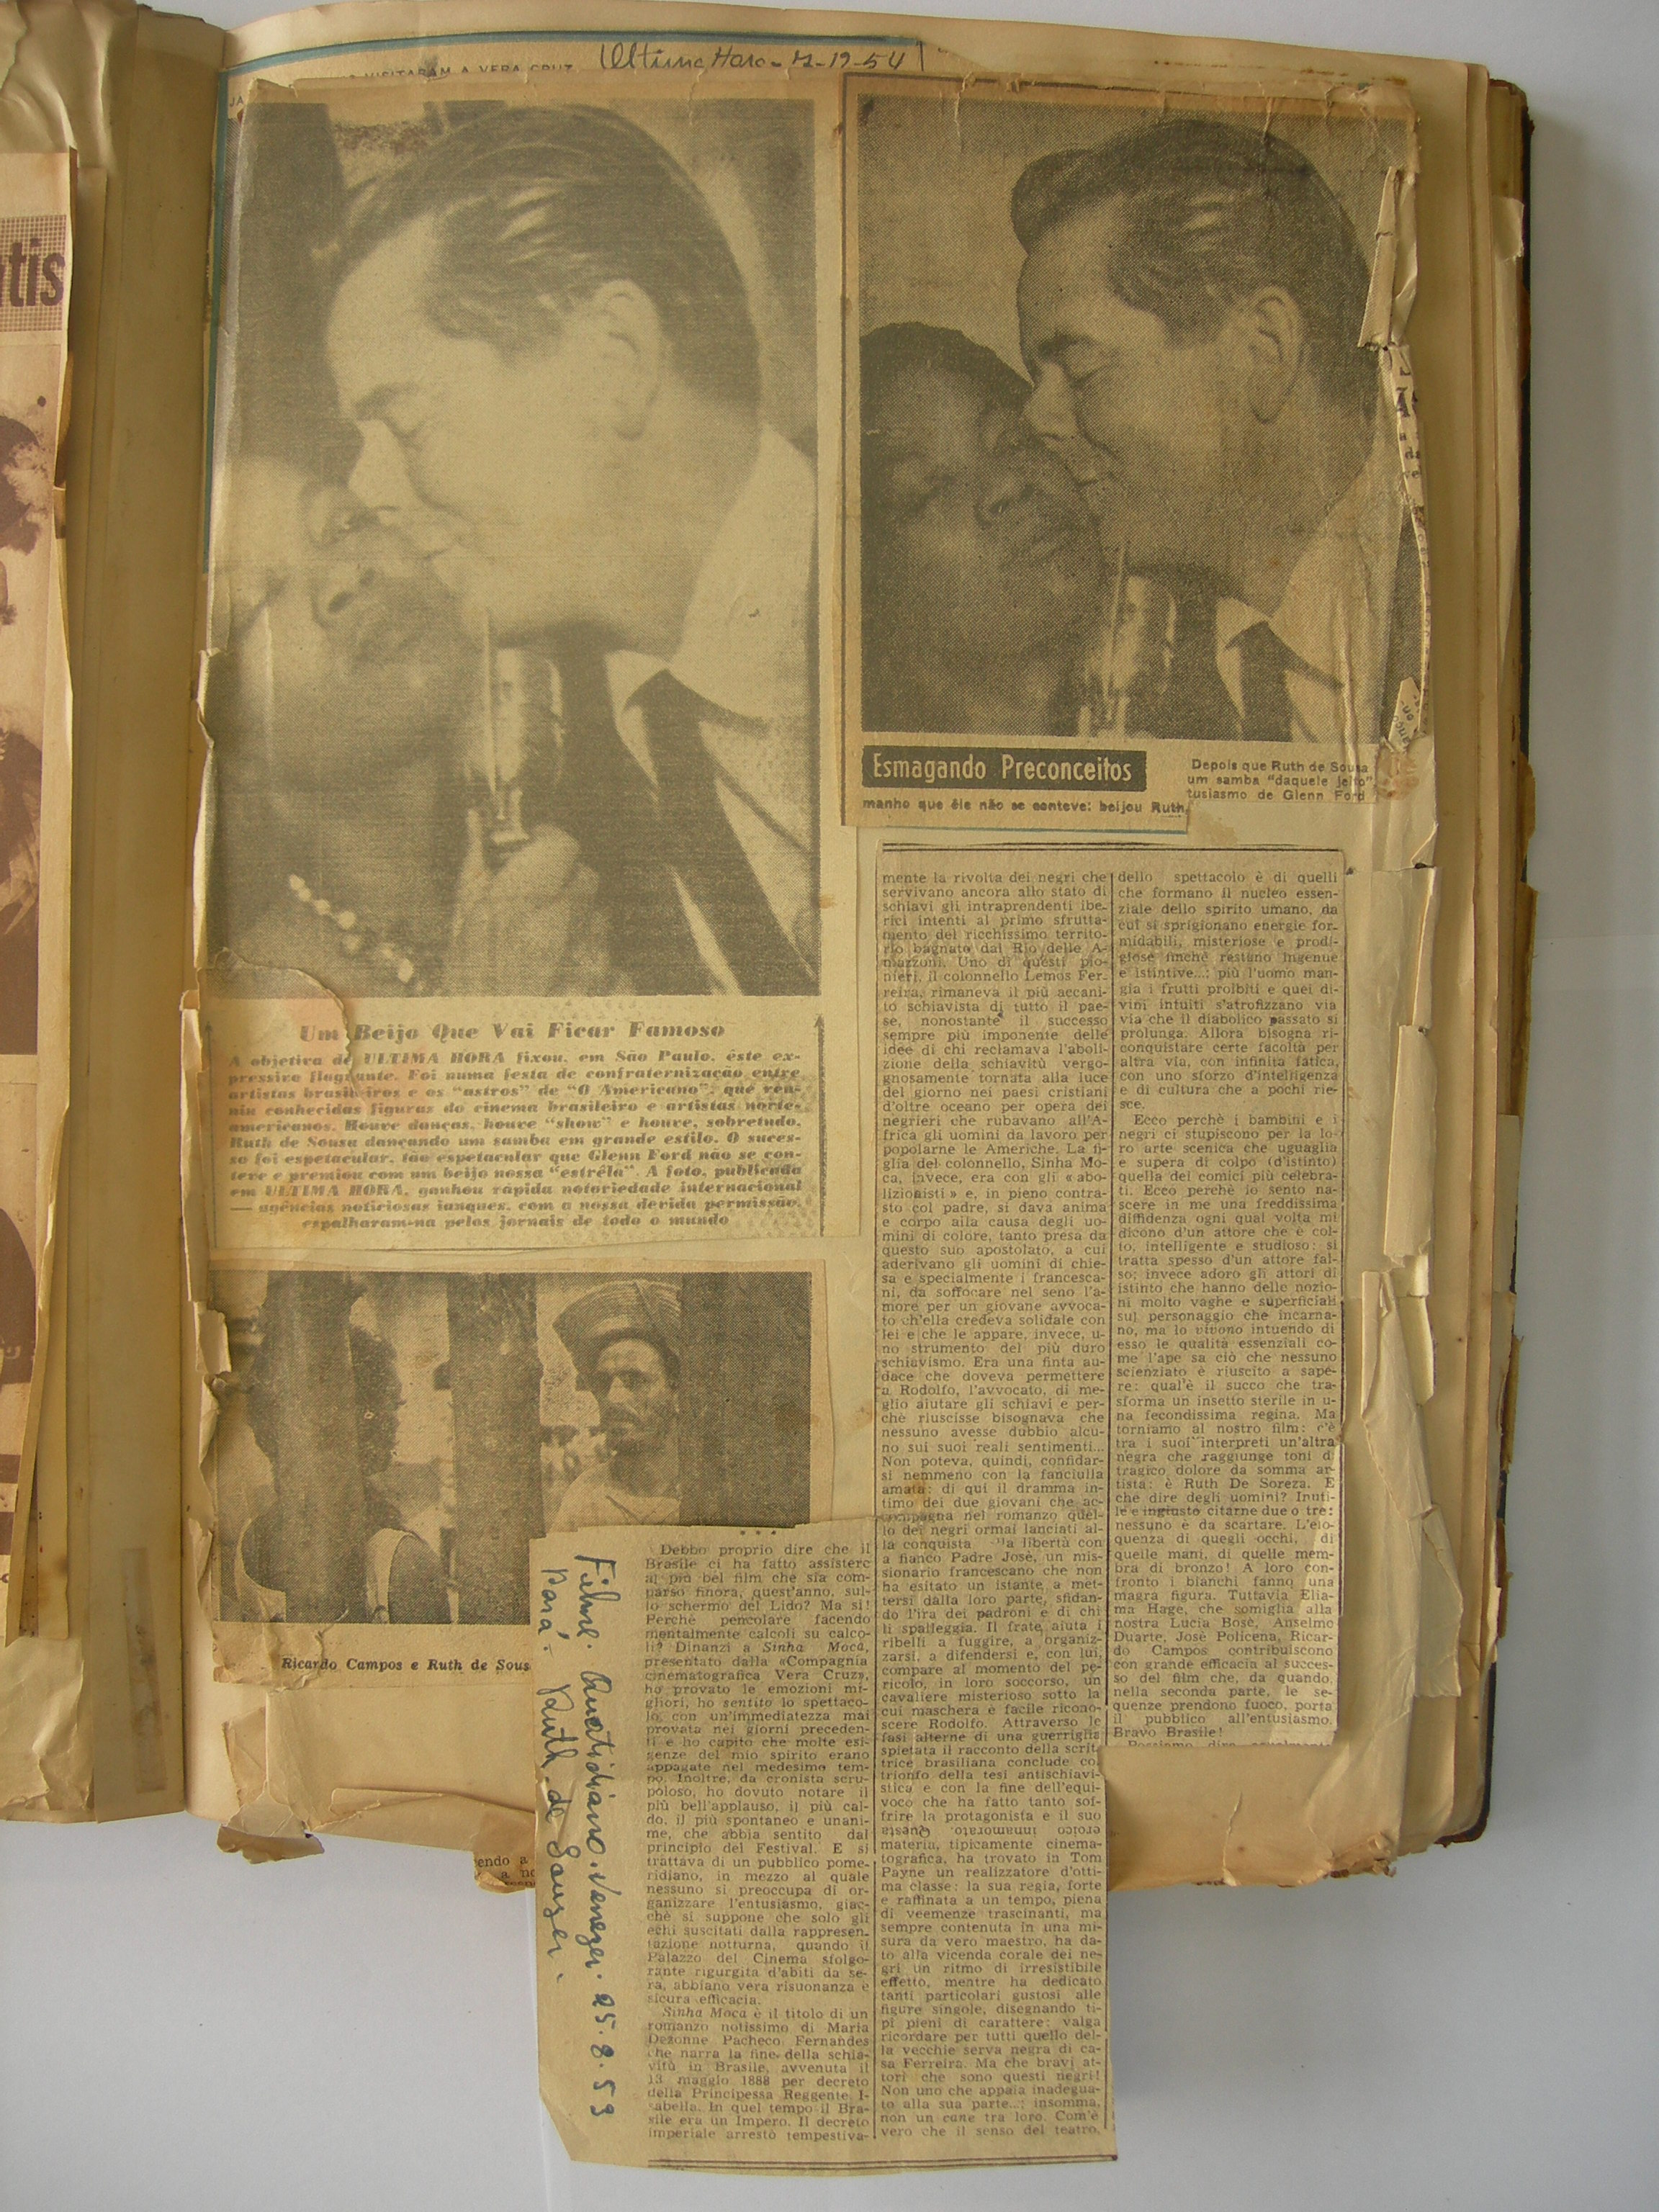 VISITARAM A VERA CRUZ
Ultima Hora - 12-54
tis
Esmagando Preconceitos
Depois que Ruth de Sousa
um samba "daquele jeito",
tusiasmo de Glenn Ford
manho que êle não se conteve: beijou Ruth
Um Beijo Que Vai Ficar Famoso
A objetiva de ULTIMA HORA fixou, em São Paulo, êste ex-
pressivo flagrante. Foi numa festa de confraternização entre
artistas brasileiros e os "astros" de "O Americano", que reu-
niu conhecidas figuras do cinema brasileiro e artistas norte-
americanos. Houve danças, houve "show" e houve, sobretudo,
Ruth de Sousa dançando um samba em grande estilo. O suces-
so foi espetacular, tão espetacular que Glenn Ford não se con-
teve e premiou com um beijo nossa "estrêla". A foto, publicada
em ULTIMA HORA, ganhou rápida notoriedade internacional
— agências noticiosas ianques, com a nossa devida permissão,
espalharam-na pelos jornais de todo o mundo
Ricardo Campos e Ruth de Sous
Para - Ruth de Souza.
25.8.53
Debbo proprio dire che il
Brasile ci ha fatto assistere
al più bel film che sia com-
parso finora, quest'anno, sul-
lo schermo del Lido? Ma sì!
Perchè pencolare facendo
mentalmente calcoli su calco-
li? Dinanzi a Sinha Moca,
presentato dalla «Compagnia
cinematografica Vera Cruz»,
ho provato le emozioni mi-
gliori, ho sentito lo spettaco-
lo, con un'immediatezza mai
provata nei giorni preceden-
ti e ho capito che molte esi-
genze del mio spirito erano
appagate nel medesimo tem-
po. Inoltre, da cronista scru-
poloso, ho dovuto notare il
più bell'applauso, il più cal-
do, il più spontaneo e unani-
me, che abbia sentito dal
principio del Festival. E si
trattava di un pubblico pome-
ridiano, in mezzo al quale
nessuno si preoccupa di or-
ganizzare l'entusiasmo, giac-
chè si suppone che solo gli
echi suscitati dalla rappresen-
tazione notturna, quando il
Palazzo del Cinema sfolgo-
rante rigurgita d'abiti da se-
ra, abbiano vera risuonanza e
sicura efficacia.
Sinha Moca è il titolo di un
romanzo notissimo di Maria
Dezonne Pacheco Fernandes
che narra la fine della schia-
vitù in Brasile, avvenuta il
13 maggio 1888 per decreto
della Principessa Reggente I-
sabella. In quel tempo il Bra-
sile era un Impero. Il decreto
imperiale arrestò tempestiva-
mente la rivolta dei negri che
servivano ancora allo stato di
schiavi gli intraprendenti ibe-
rici intenti al primo sfrutta-
mento del ricchissimo territo-
rio bagnato dal Rio delle A-
mazzoni. Uno di questi pio-
nieri, il colonnello Lemos Fer-
reira, rimaneva il più accani-
to schiavista di tutto il pae-
se, nonostante il successo
sempre più imponente delle
idee di chi reclamava l'aboli-
zione della schiavitù vergo-
gnosamente tornata alla luce
del giorno nei paesi cristiani
d'oltre oceano per opera dei
negrieri che rubavano all'A-
frica gli uomini da lavoro per
popolarne le Americhe. La fi-
glia del colonnello, Sinha Mo-
ca, invece, era con gli «abo-
lizionisti» e, in pieno contra-
sto col padre, si dava anima
e corpo alla causa degli uo-
mini di colore, tanto presa da
questo suo apostolato, a cui
aderivano gli uomini di chie-
sa e specialmente i francesca-
ni, da soffocare nel seno l'a-
more per un giovane avvoca-
to ch'ella credeva solidale con
lei e che le appare, invece, u-
no strumento del più duro
schiavismo. Era una finta au-
dace che doveva permettere
a Rodolfo, l'avvocato, di me-
glio aiutare gli schiavi e per-
chè riuscisse bisognava che
nessuno avesse dubbio alcu-
no sui suoi reali sentimenti...
Non poteva, quindi, confidar-
si nemmeno con la fanciulla
amata: di qui il dramma in-
timo dei due giovani che ac-
compagna nel romanzo quel-
lo dei negri ormai lanciati al-
la conquista la libertà con
a fianco Padre Josè, un mis-
sionario francescano che non
ha esitato un istante a met-
tersi dalla loro parte, sfidan-
do l'ira dei padroni e di chi
li spalleggia. Il frate aiuta i
ribelli a fuggire, a organiz-
zarsi, a difendersi e, con lui,
compare al momento del pe-
ricolo, in loro soccorso, un
cavaliere misterioso sotto la
cui maschera è facile ricono-
scere Rodolfo. Attraverso le
fasi alterne di una guerriglia
spietata il racconto della scrit-
trice brasiliana conclude col
trionfo della tesi antischiavi-
stica e con la fine dell'equi-
voco che ha fatto tanto sof-
frire la protagonista e il suo
eroico innamorato. Questa
materia, tipicamente cinema-
tografica, ha trovato in Tom
Payne un realizzatore d'otti-
ma classe: la sua regia, forte
e raffinata a un tempo, piena
di veemenze trascinanti, ma
sempre contenuta in una mi-
sura da vero maestro, ha da-
to alla vicenda corale dei ne-
gri un ritmo di irresistibile
effetto, mentre ha dedicato
tanti particolari gustosi alle
figure singole, disegnando ti-
pi pieni di carattere: valga
ricordare per tutti quello del-
la vecchie serva negra di ca-
sa Ferreira. Ma che bravi at-
tori che sono questi negri!
Non uno che appaia inadegua-
to alla sua parte...; insomma,
non un cane tra loro. Com'è
vero che il senso del teatro,
dello spettacolo è di quelli
che formano il nucleo essen-
ziale dello spirito umano, da
cui si sprigionano energie for-
midabili, misteriose e prodi-
giose finchè restano ingenue
e istintive...: più l'uomo man-
gia i frutti proibiti e quei di-
vini intuiti s'atrofizzano via
via che il diabolico passato si
prolunga. Allora bisogna ri-
conquistare certe facoltà per
altra via, con infinita fatica,
con uno sforzo d'intelligenza
e di cultura che a pochi rie-
sce.
Ecco perchè i bambini e i
negri ci stupiscono per la lo-
ro arte scenica che uguaglia
e supera di colpo (d'istinto)
quella dei comici più celebra-
ti. Ecco perchè io sento na-
scere in me una freddissima
diffidenza ogni qual volta mi
dicono d'un attore che è col-
to, intelligente e studioso: si
tratta spesso d'un attore fal-
so; invece adoro gli attori di
istinto che hanno delle nozio-
ni molto vaghe e superficiali
sul personaggio che incarna-
no, ma lo vivono intuendo di
esso le qualità essenziali co-
me l'ape sa ciò che nessuno
scienziato è riuscito a sape-
re: qual'è il succo che tra-
sforma un insetto sterile in u-
na fecondissima regina. Ma
torniamo al nostro film: c'è
tra i suoi interpreti un'altra
negra che raggiunge toni di
tragico dolore da somma ar-
tista: è Ruth De Soreza. E
che dire degli uomini? Inuti-
le e ingiusto citarne due o tre:
nessuno è da scartare. L'elo-
quenza di quegli occhi, di
quelle mani, di quelle mem-
bra di bronzo! A loro con-
fronto i bianchi fanno una
magra figura. Tuttavia Elia-
ma Hage, che somiglia alla
nostra Lucia Bosè, Anselmo
Duarte, Josè Policena, Ricar-
do Campos contribuiscono
con grande efficacia al succes-
so del film che, da quando,
nella seconda parte, le se-
quenze prendono fuoco, porta
il pubblico all'entusiasmo.
Bravo Brasile!
Possiamo dire
endo a